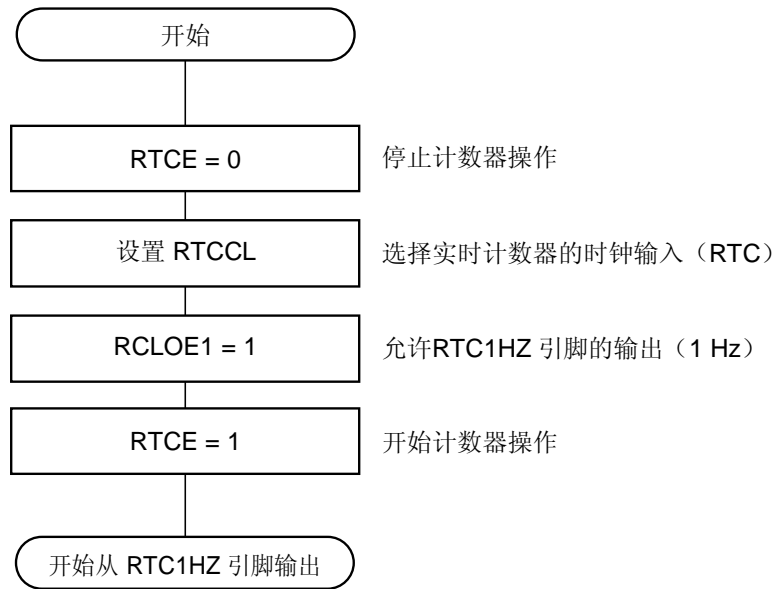 开始
RTCE = 0 停止计数器操作
设置 RTCCL 选择实时计数器的时钟输入（RTC）
RCLOE1 = 1 允许RTC1HZ 引脚的输出（1 Hz）
RTCE = 1 开始计数器操作
开始从 RTC1HZ 引脚输出